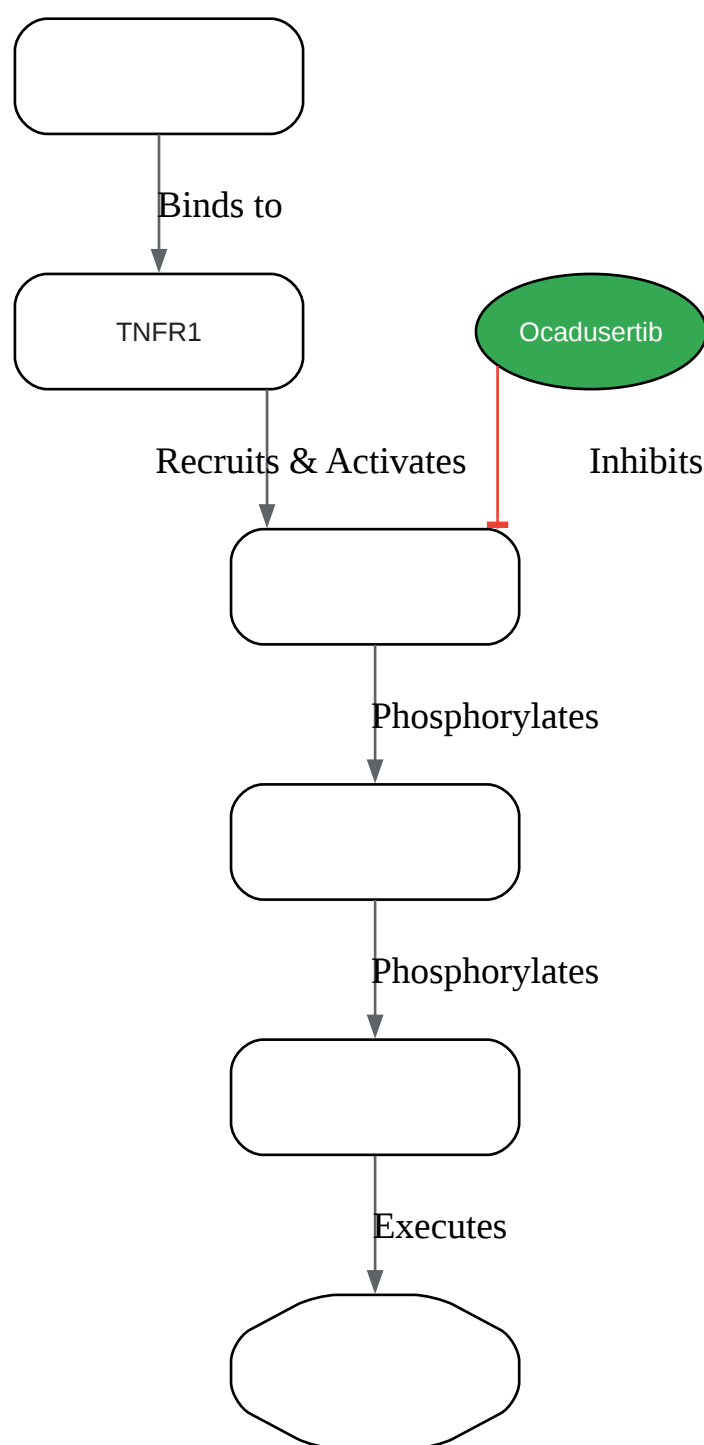 Binds to
TNFR1
Ocadusertib
Recruits & Activates
Inhibits
Phosphorylates
Phosphorylates
Executes